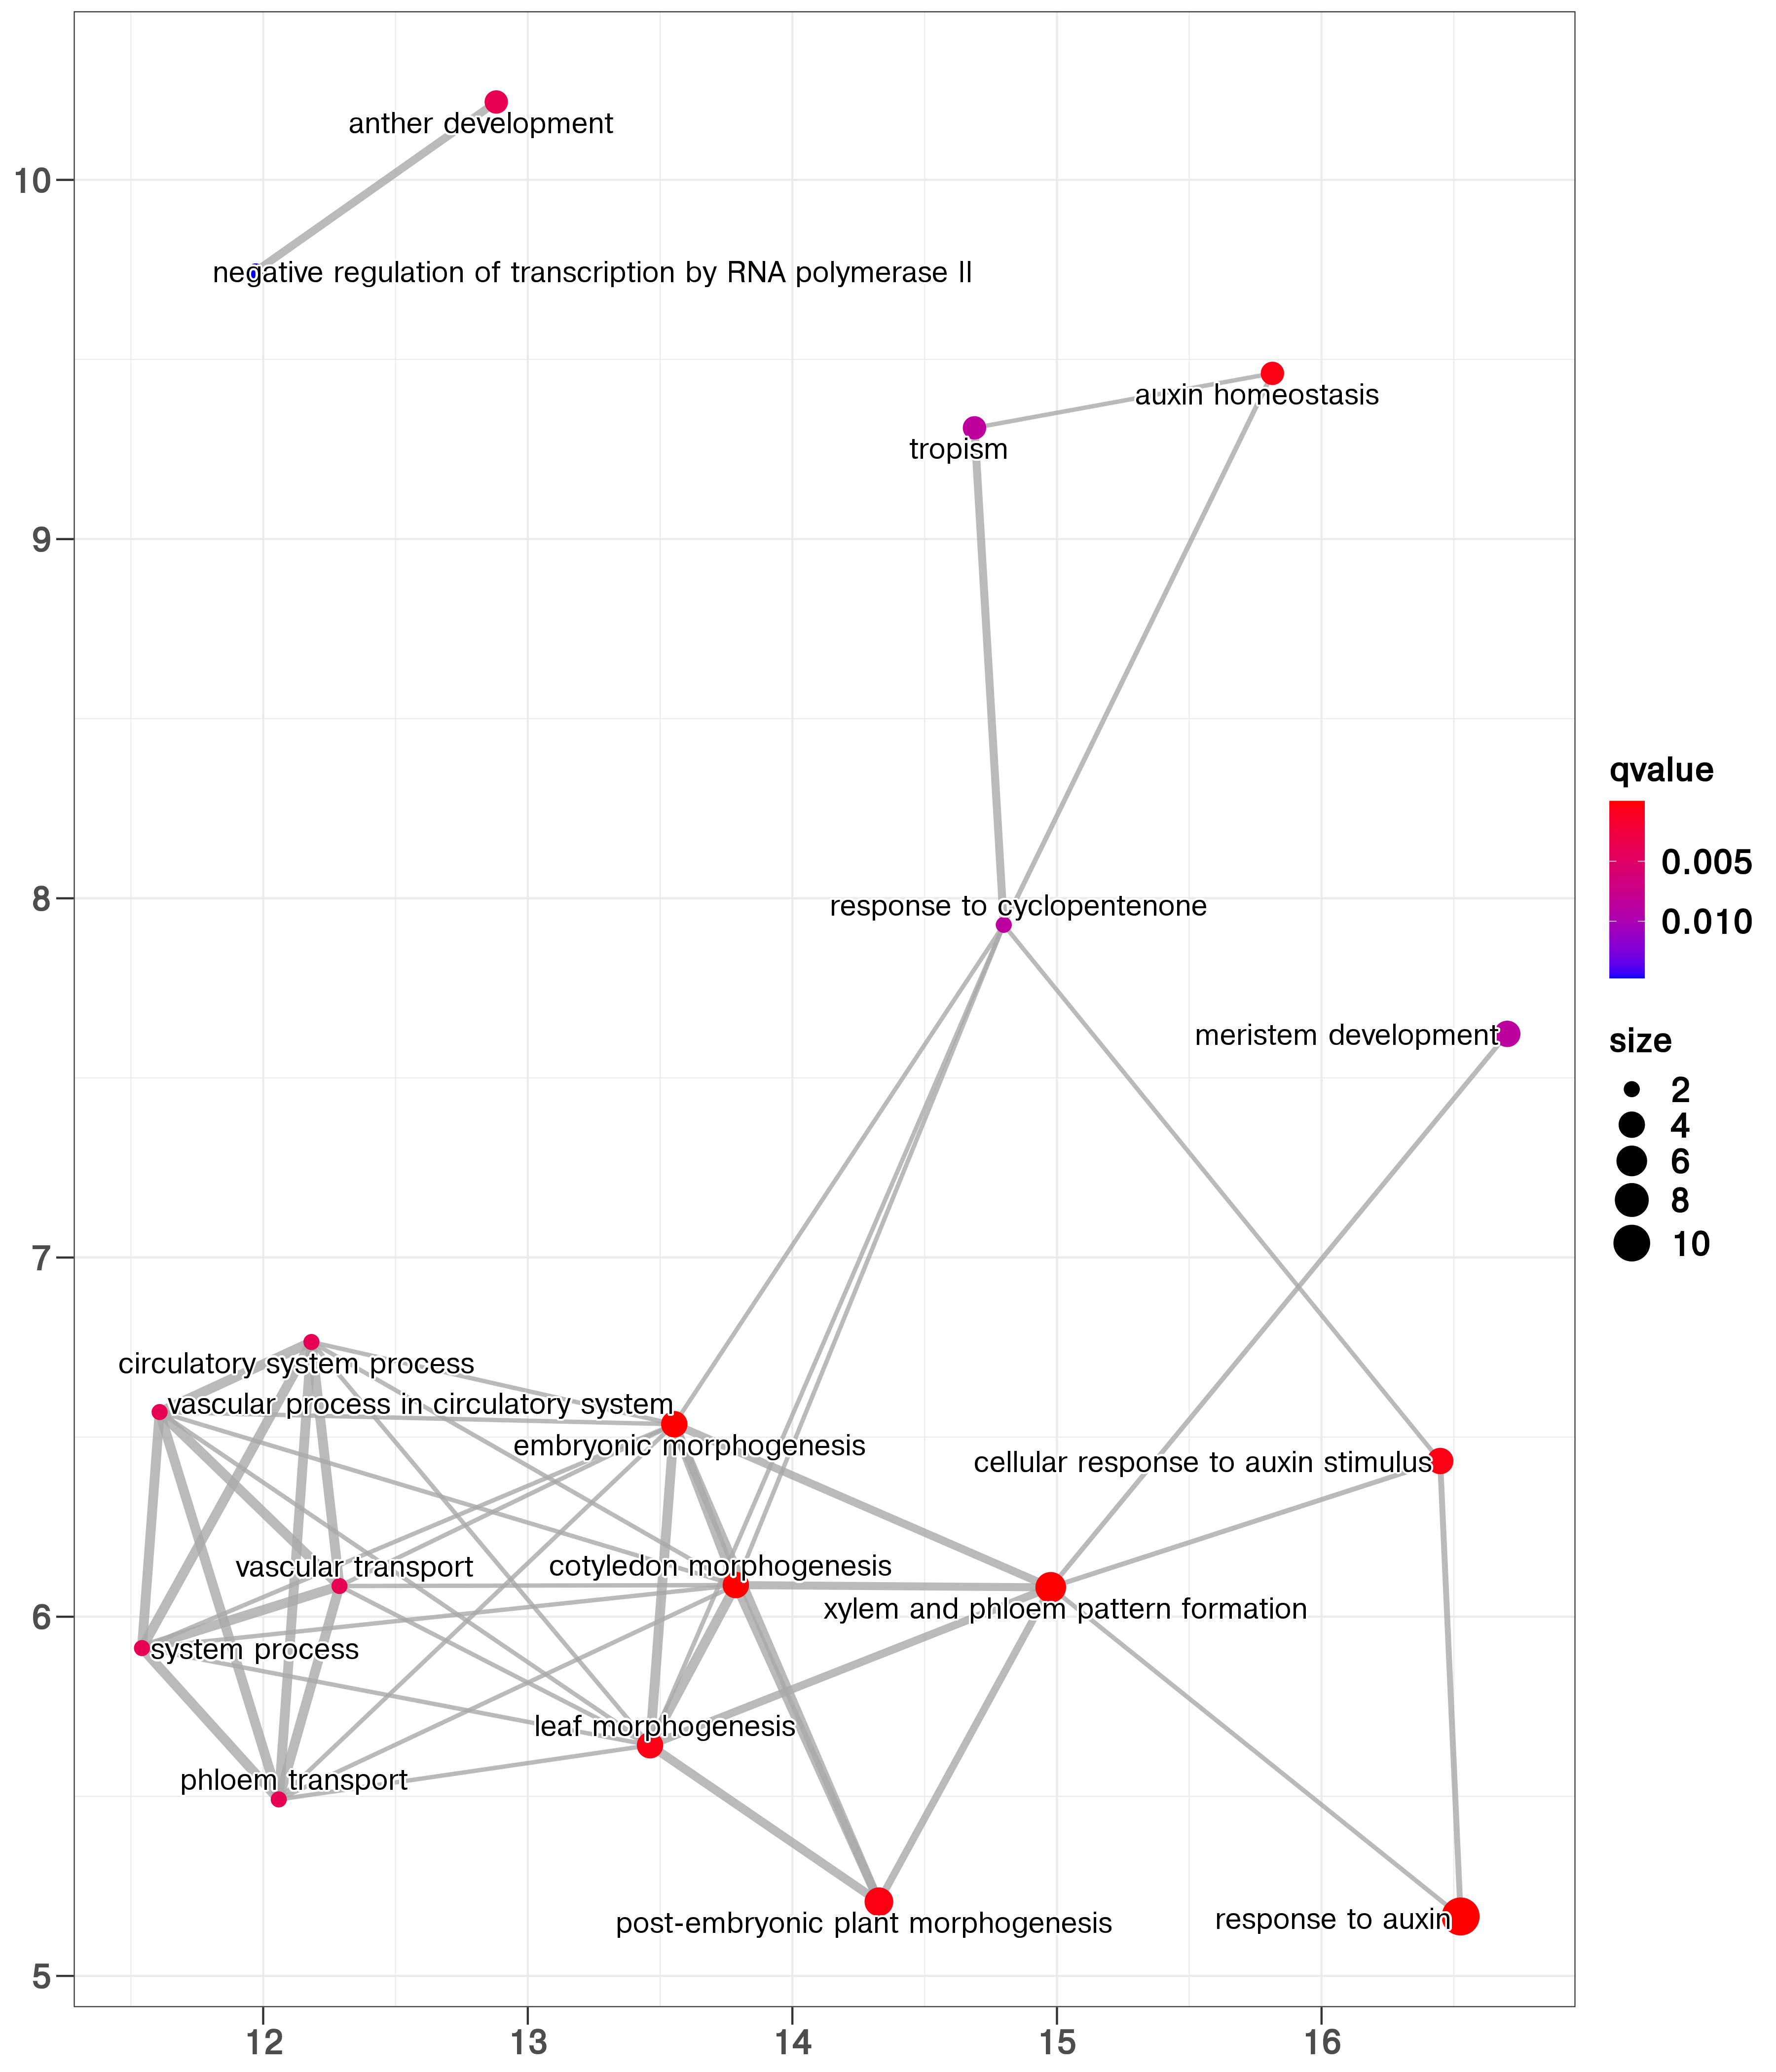 anther development
10
negative regulation of transcription by RNA polymerase II
auxin homeostasis
tropism
9
qvalue
0.005
0.010
8
response to cyclopentenone
meristem development
size
2
4
6
8
10
7
circulatory system process
vascular process in circulatory system
embryonic morphogenesis
cellular response to auxin stimulus
vascular transport
cotyledon morphogenesis
xylem and phloem pattern formation
6
system process
leaf morphogenesis
phloem transport
post-embryonic plant morphogenesis
response to auxin
5
12 13 14 15 16